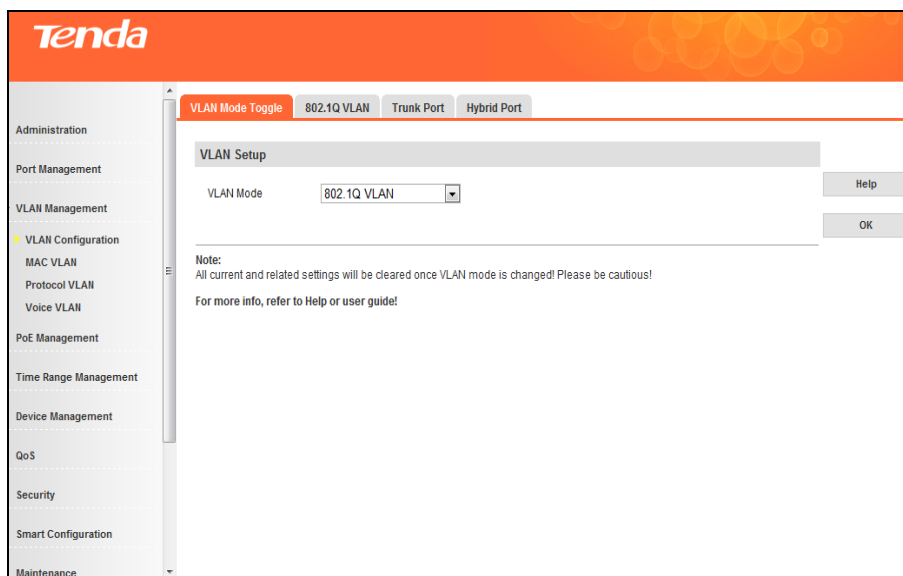 Tenda
VLAN Mode Toggle 802.1Q VLAN Trunk Port Hybrid Port
Administration
Port Management
VLAN Management
VLAN Configuration
MAC VLAN
Protocol VLAN
Voice VLAN
PoE Management
Time Range Management
Device Management
QoS
Security
Smart Configuration
Maintenance
VLAN Setup
VLAN Mode 802.1Q VLAN
Help
OK
Note:
All current and related settings will be cleared once VLAN mode is changed! Please be cautious!
For more info, refer to Help or user guide!